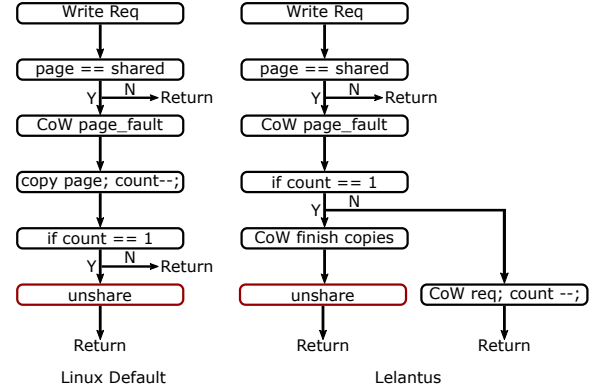 Write Req
page == shared
Y
N
Return
CoW page_fault
copy page; count--;
if count == 1
Y
N
Return
unshare
Return
Linux Default
Write Req
page == shared
Y
N
Return
CoW page_fault
if count == 1
Y
N
CoW finish copies
unshare
CoW req; count --;
Return
Return
Lelantus